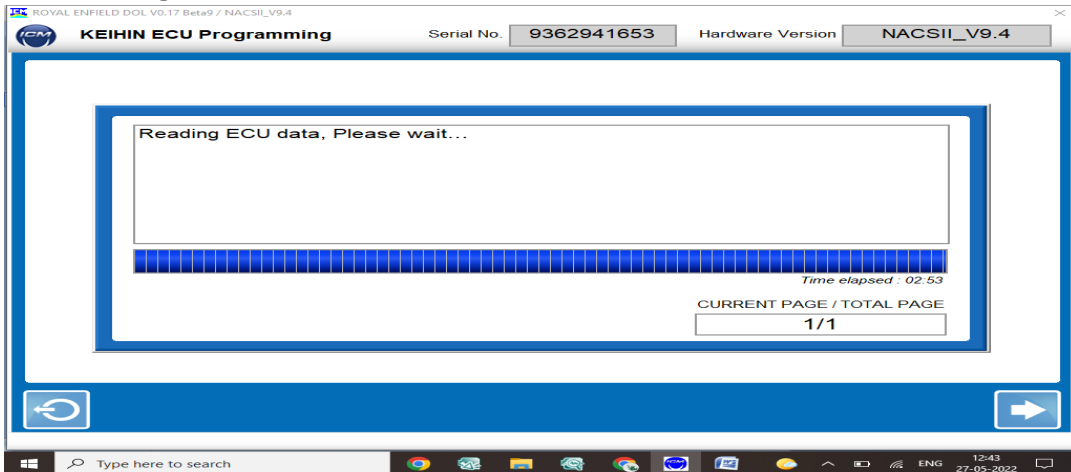 ROYAL ENFIELD DOL V0.17 Beta9 / NACSII_V9.4
ICM KEIHIN ECU Programming Serial No. 9362941653 Hardware Version NACSII_V9.4
Reading ECU data, Please wait...
Time elapsed : 02:53
CURRENT PAGE / TOTAL PAGE
1/1
Type here to search ENG 12:43
27-05-2022